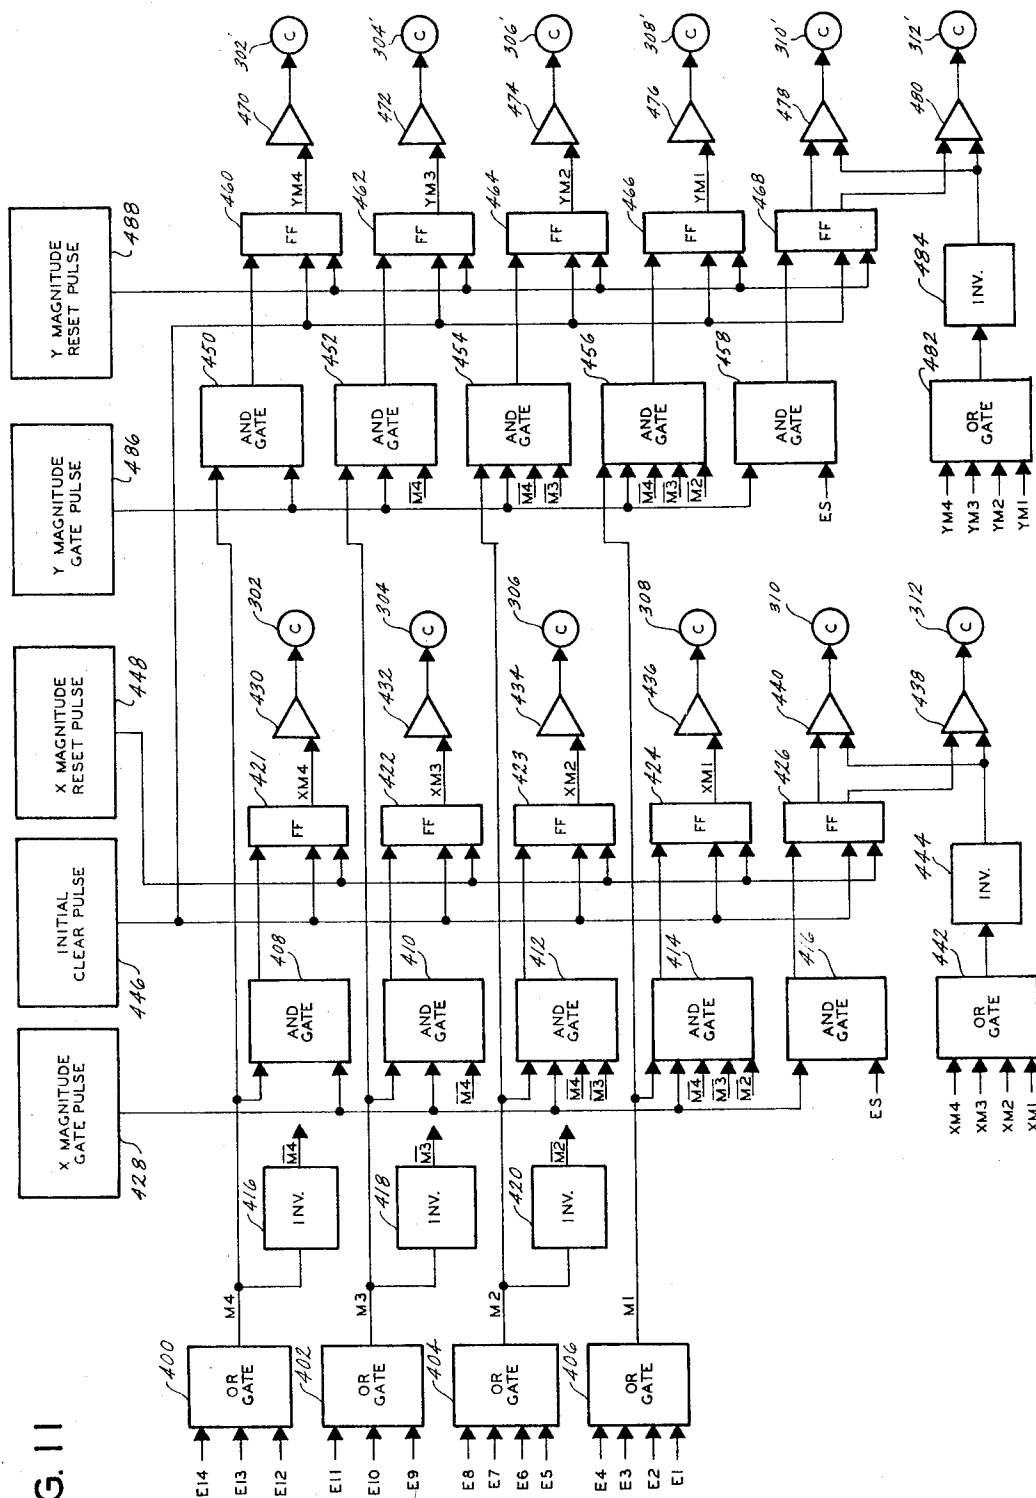 G. 11
X MAGNITUDE
GATE PULSE
428
INITIAL
CLEAR PULSE
446
X MAGNITUDE
RESET PULSE
448
Y MAGNITUDE
GATE PULSE
486
Y MAGNITUDE
RESET PULSE
488
E14
E13
E12
OR
GATE
400
M4
INV.
416
M4
AND
GATE
408
FF
421
XM4
430
C
302
AND
GATE
450
FF
460
YM4
470
C
302'
E11
E10
E9
OR
GATE
402
M3
INV.
418
M3
M4
AND
GATE
410
FF
422
XM3
432
C
304
M4
AND
GATE
452
FF
462
YM3
472
C
304'
E8
E7
E6
E5
OR
GATE
404
M2
INV.
420
M2
M4
M3
AND
GATE
412
FF
423
XM2
434
C
306
M4
M3
AND
GATE
454
FF
464
YM2
474
C
306'
E4
E3
E2
E1
OR
GATE
406
M1
M4
M3
M2
AND
GATE
414
FF
424
XM1
436
C
308
M4
M3
M2
AND
GATE
456
FF
466
YM1
476
C
308'
ES
AND
GATE
416
FF
426
440
C
310
ES
AND
GATE
458
FF
468
478
C
310'
XM4
XM3
XM2
XM1
OR
GATE
442
INV.
444
438
C
312
YM4
YM3
YM2
YM1
OR GATE
482
INV.
484
480
C
312'